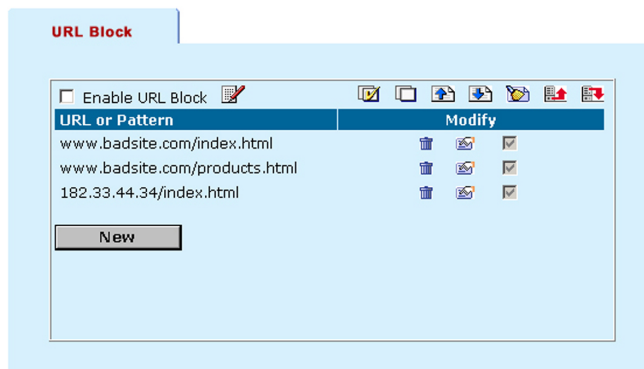 URL Block
Enable URL Block
URL or Pattern Modify
www.badsite.com/index.html
www.badsite.com/products.html
182.33.44.34/index.html
New